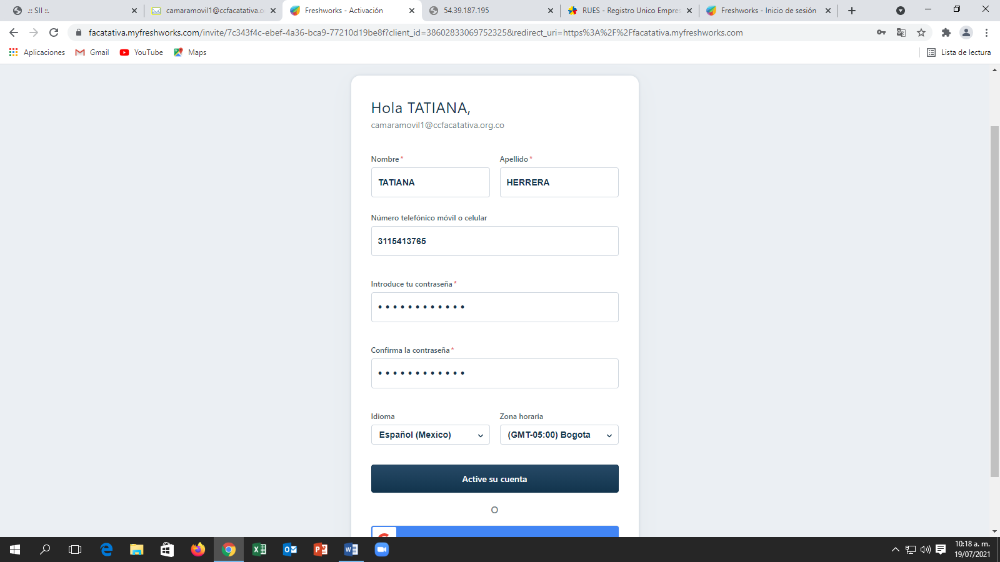 .:: SII ::.
camaramovil1@ccfacatativa.o
Freshworks - Activación
54.39.187.195
RUES - Registro Unico Empres
Freshworks - Inicio de sesión
facatativa.myfreshworks.com/invite/7c343f4c-ebef-4a36-bca9-77210d19be8f?client_id=38602833069752325&redirect_uri=https%3A%2F%2Ffacatativa.myfreshworks.com
Aplicaciones
Gmail
YouTube
Maps
Lista de lectura
Hola TATIANA,
camaramovil1@ccfacatativa.org.co
Nombre*
Apellido*
TATIANA
HERRERA
Número telefónico móvil o celular
3115413765
Introduce tu contraseña*
••••••••••••
Confirma la contraseña*
••••••••••••
Idioma
Zona horaria
Español (Mexico)
(GMT-05:00) Bogota
Active su cuenta
O
10:18 a. m.
19/07/2021